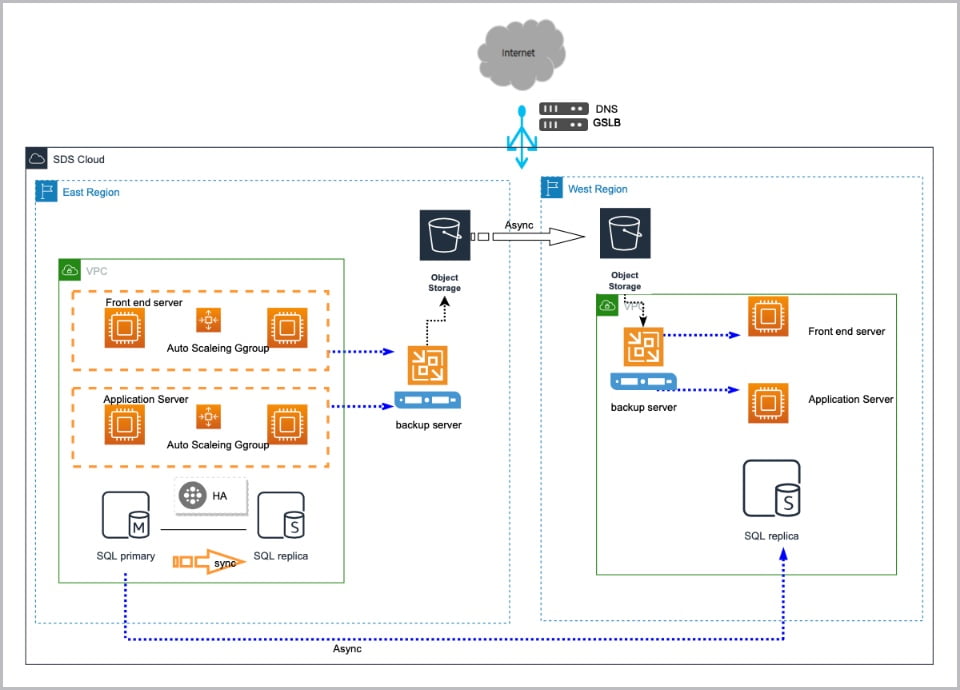 Internet
DNS
GSLB
SDS Cloud
East Region
West Region
Async
Object
Storage
Object
Storage
VPC
VPC
Front end server
Auto Scaleing Ggroup
Front end server
Application Server
Auto Scaleing Ggroup
backup server
backup server
Application Server
HA
M
S
S
SQL primary
sync
SQL replica
SQL replica
Async